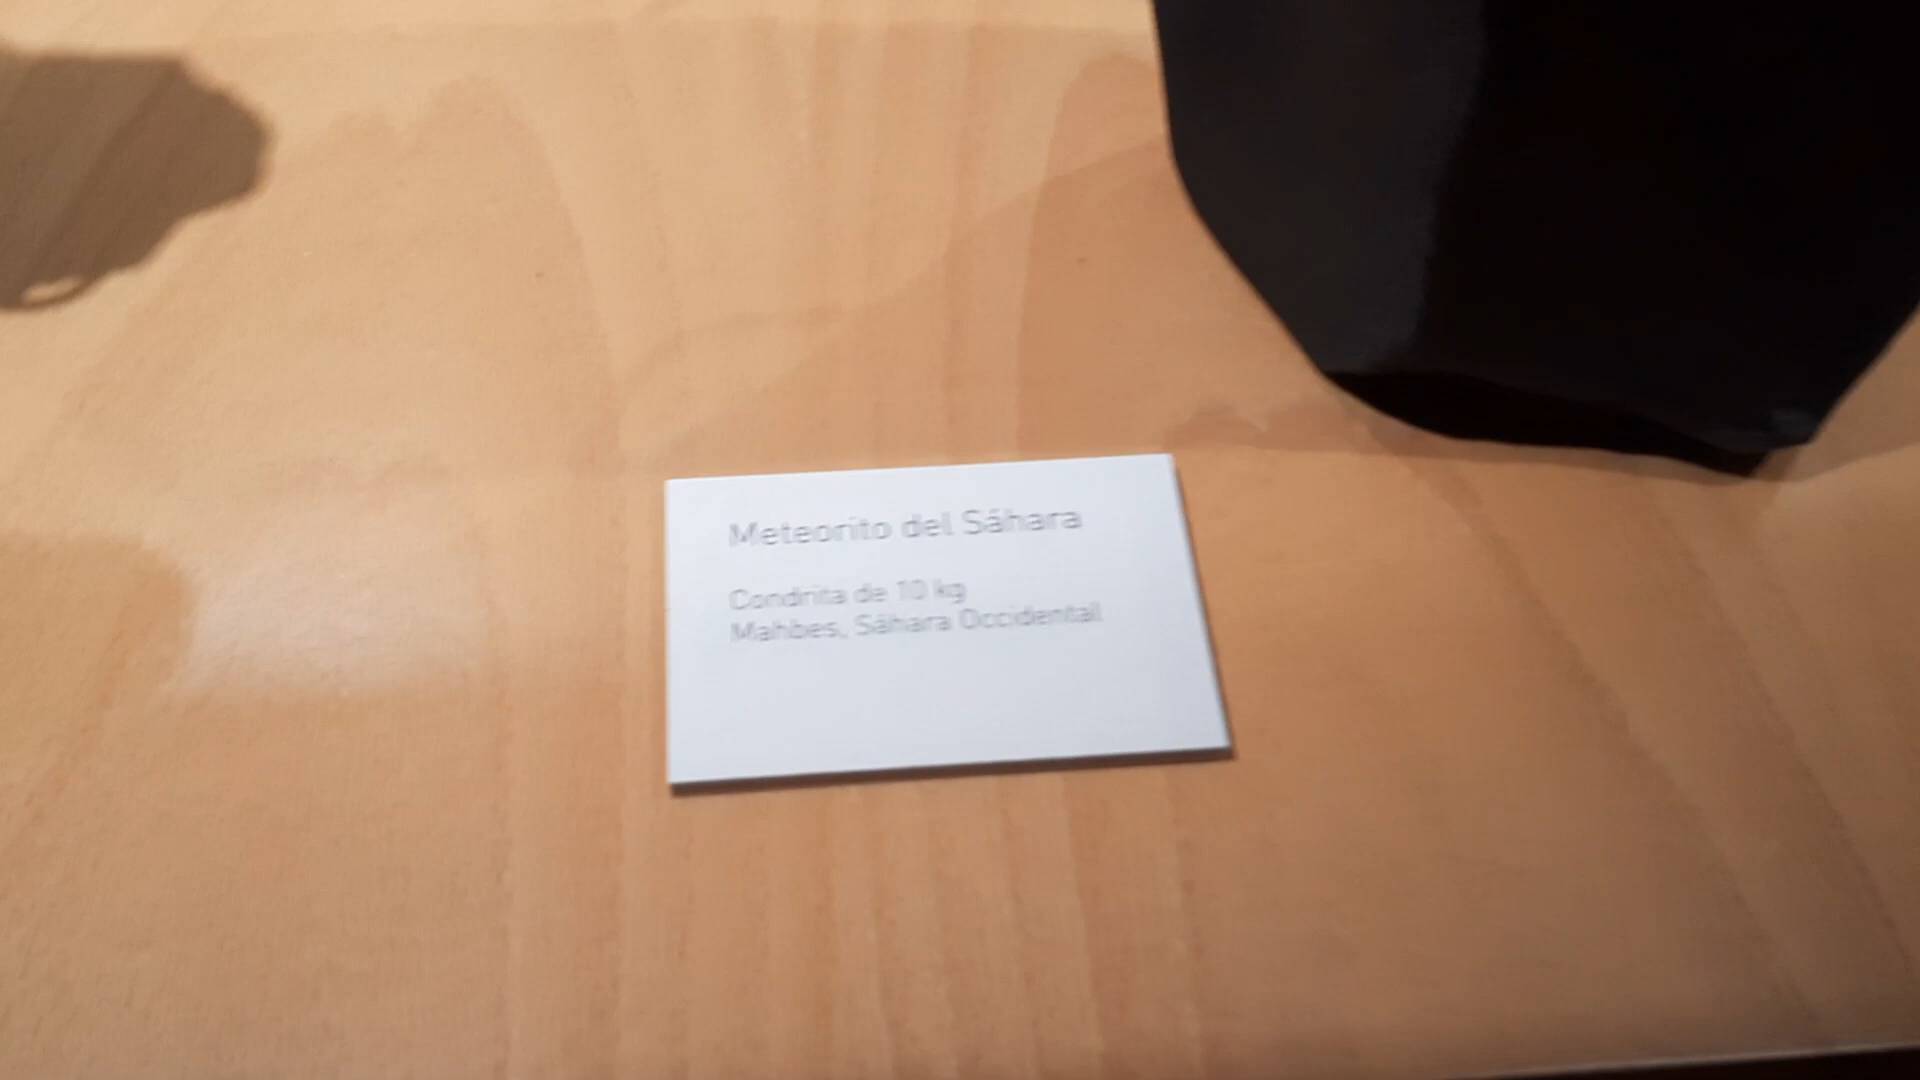 Meteorito del Sáhara
Condrita de 10 kg
Mahbes, Sáhara Occidental